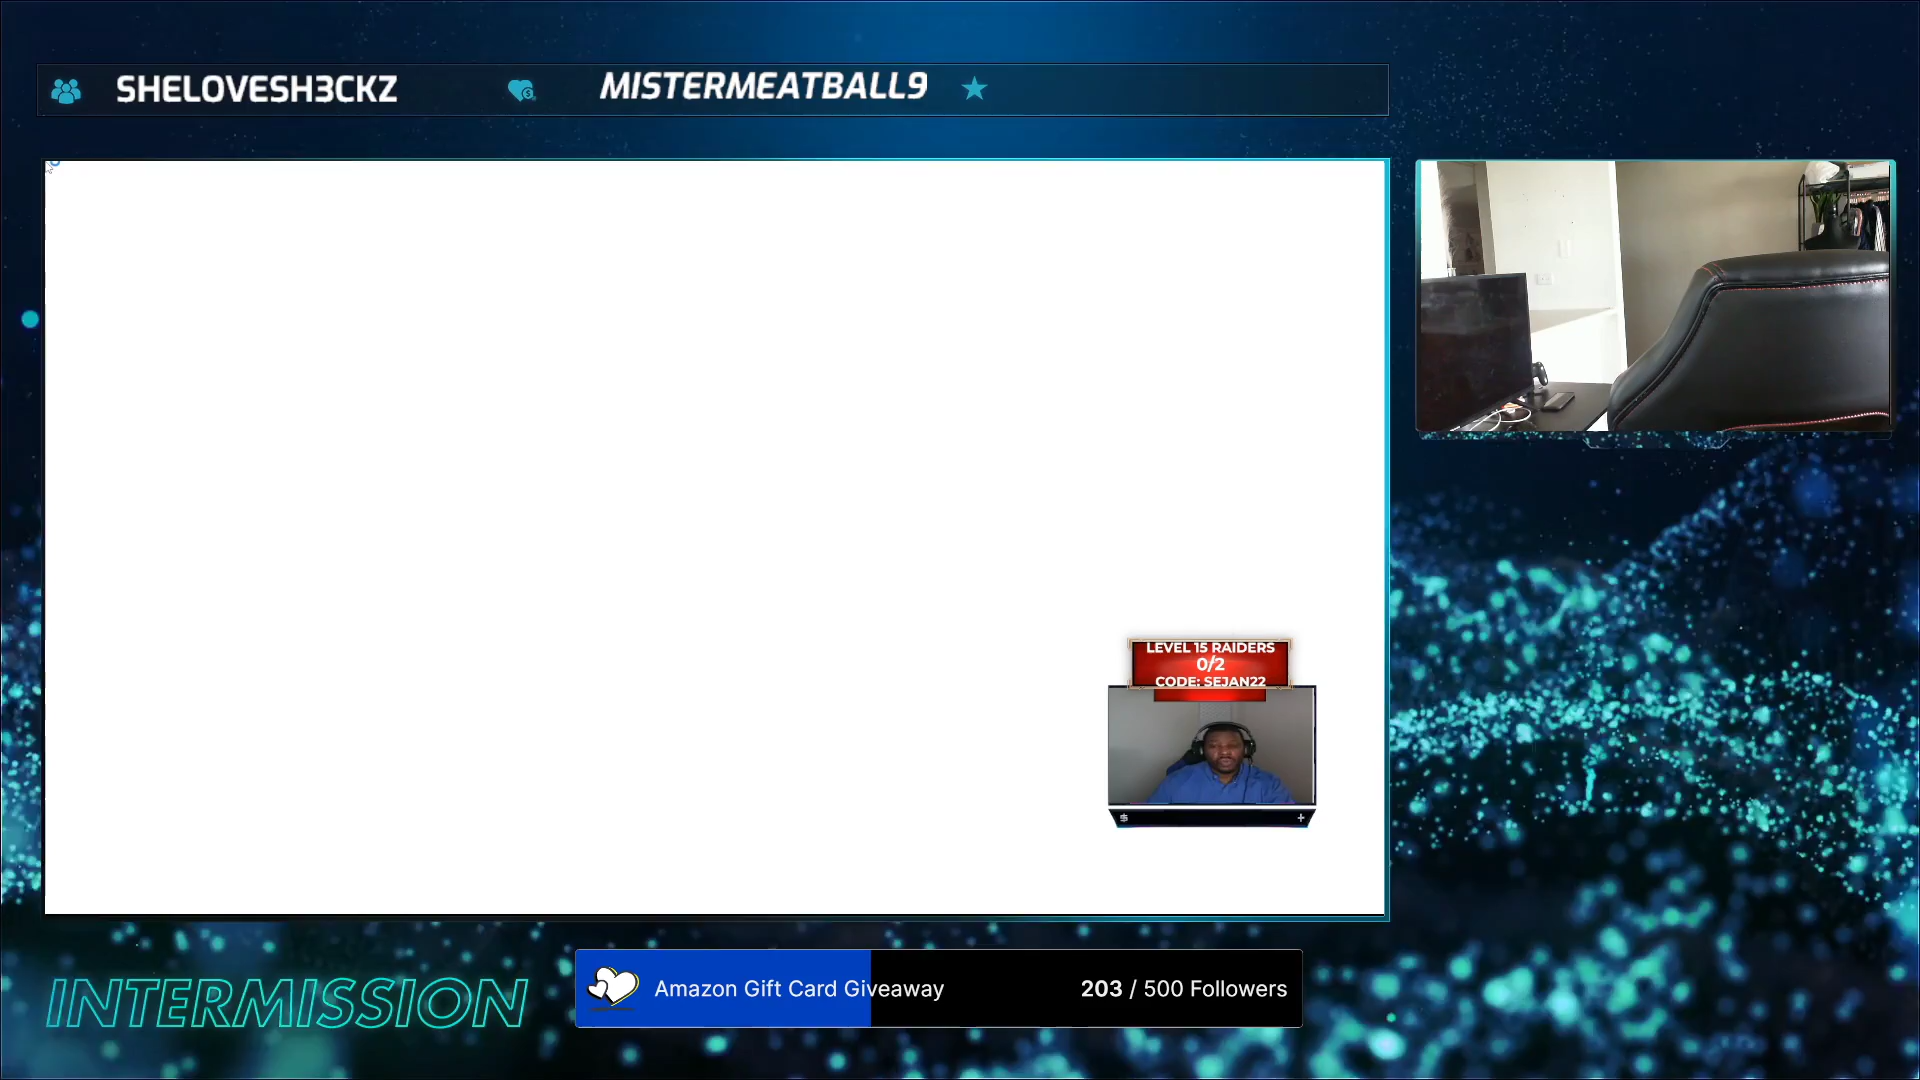 SHELOVESH3CKZ
MISTERMEATBALL9
LEVEL 15 RAIDERS
0/2
CODE: SEJAN22
INTERMISSION
Amazon Gift Card Giveaway
203 / 500 Followers